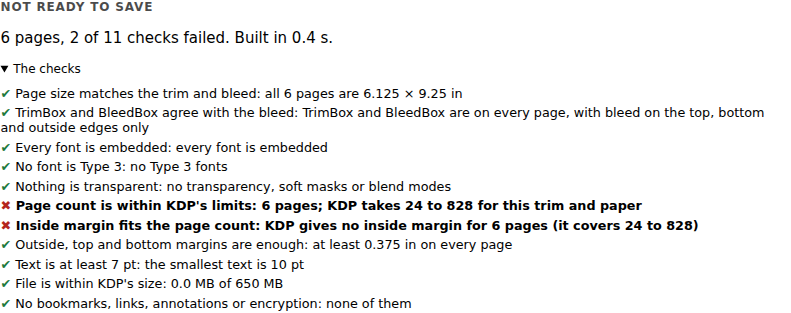 NOT READY TO SAVE
6 pages, 2 of 11 checks failed. Built in 0.4 s.
▼ The checks
✔ Page size matches the trim and bleed: all 6 pages are 6.125 × 9.25 in
✔ TrimBox and BleedBox agree with the bleed: TrimBox and BleedBox are on every page, with bleed on the top, bottom
and outside edges only
✔ Every font is embedded: every font is embedded
✔ No font is Type 3: no Type 3 fonts
✔ Nothing is transparent: no transparency, soft masks or blend modes
✖ Page count is within KDP's limits: 6 pages; KDP takes 24 to 828 for this trim and paper
✖ Inside margin fits the page count: KDP gives no inside margin for 6 pages (it covers 24 to 828)
✔ Outside, top and bottom margins are enough: at least 0.375 in on every page
✔ Text is at least 7 pt: the smallest text is 10 pt
✔ File is within KDP's size: 0.0 MB of 650 MB
✔ No bookmarks, links, annotations or encryption: none of them